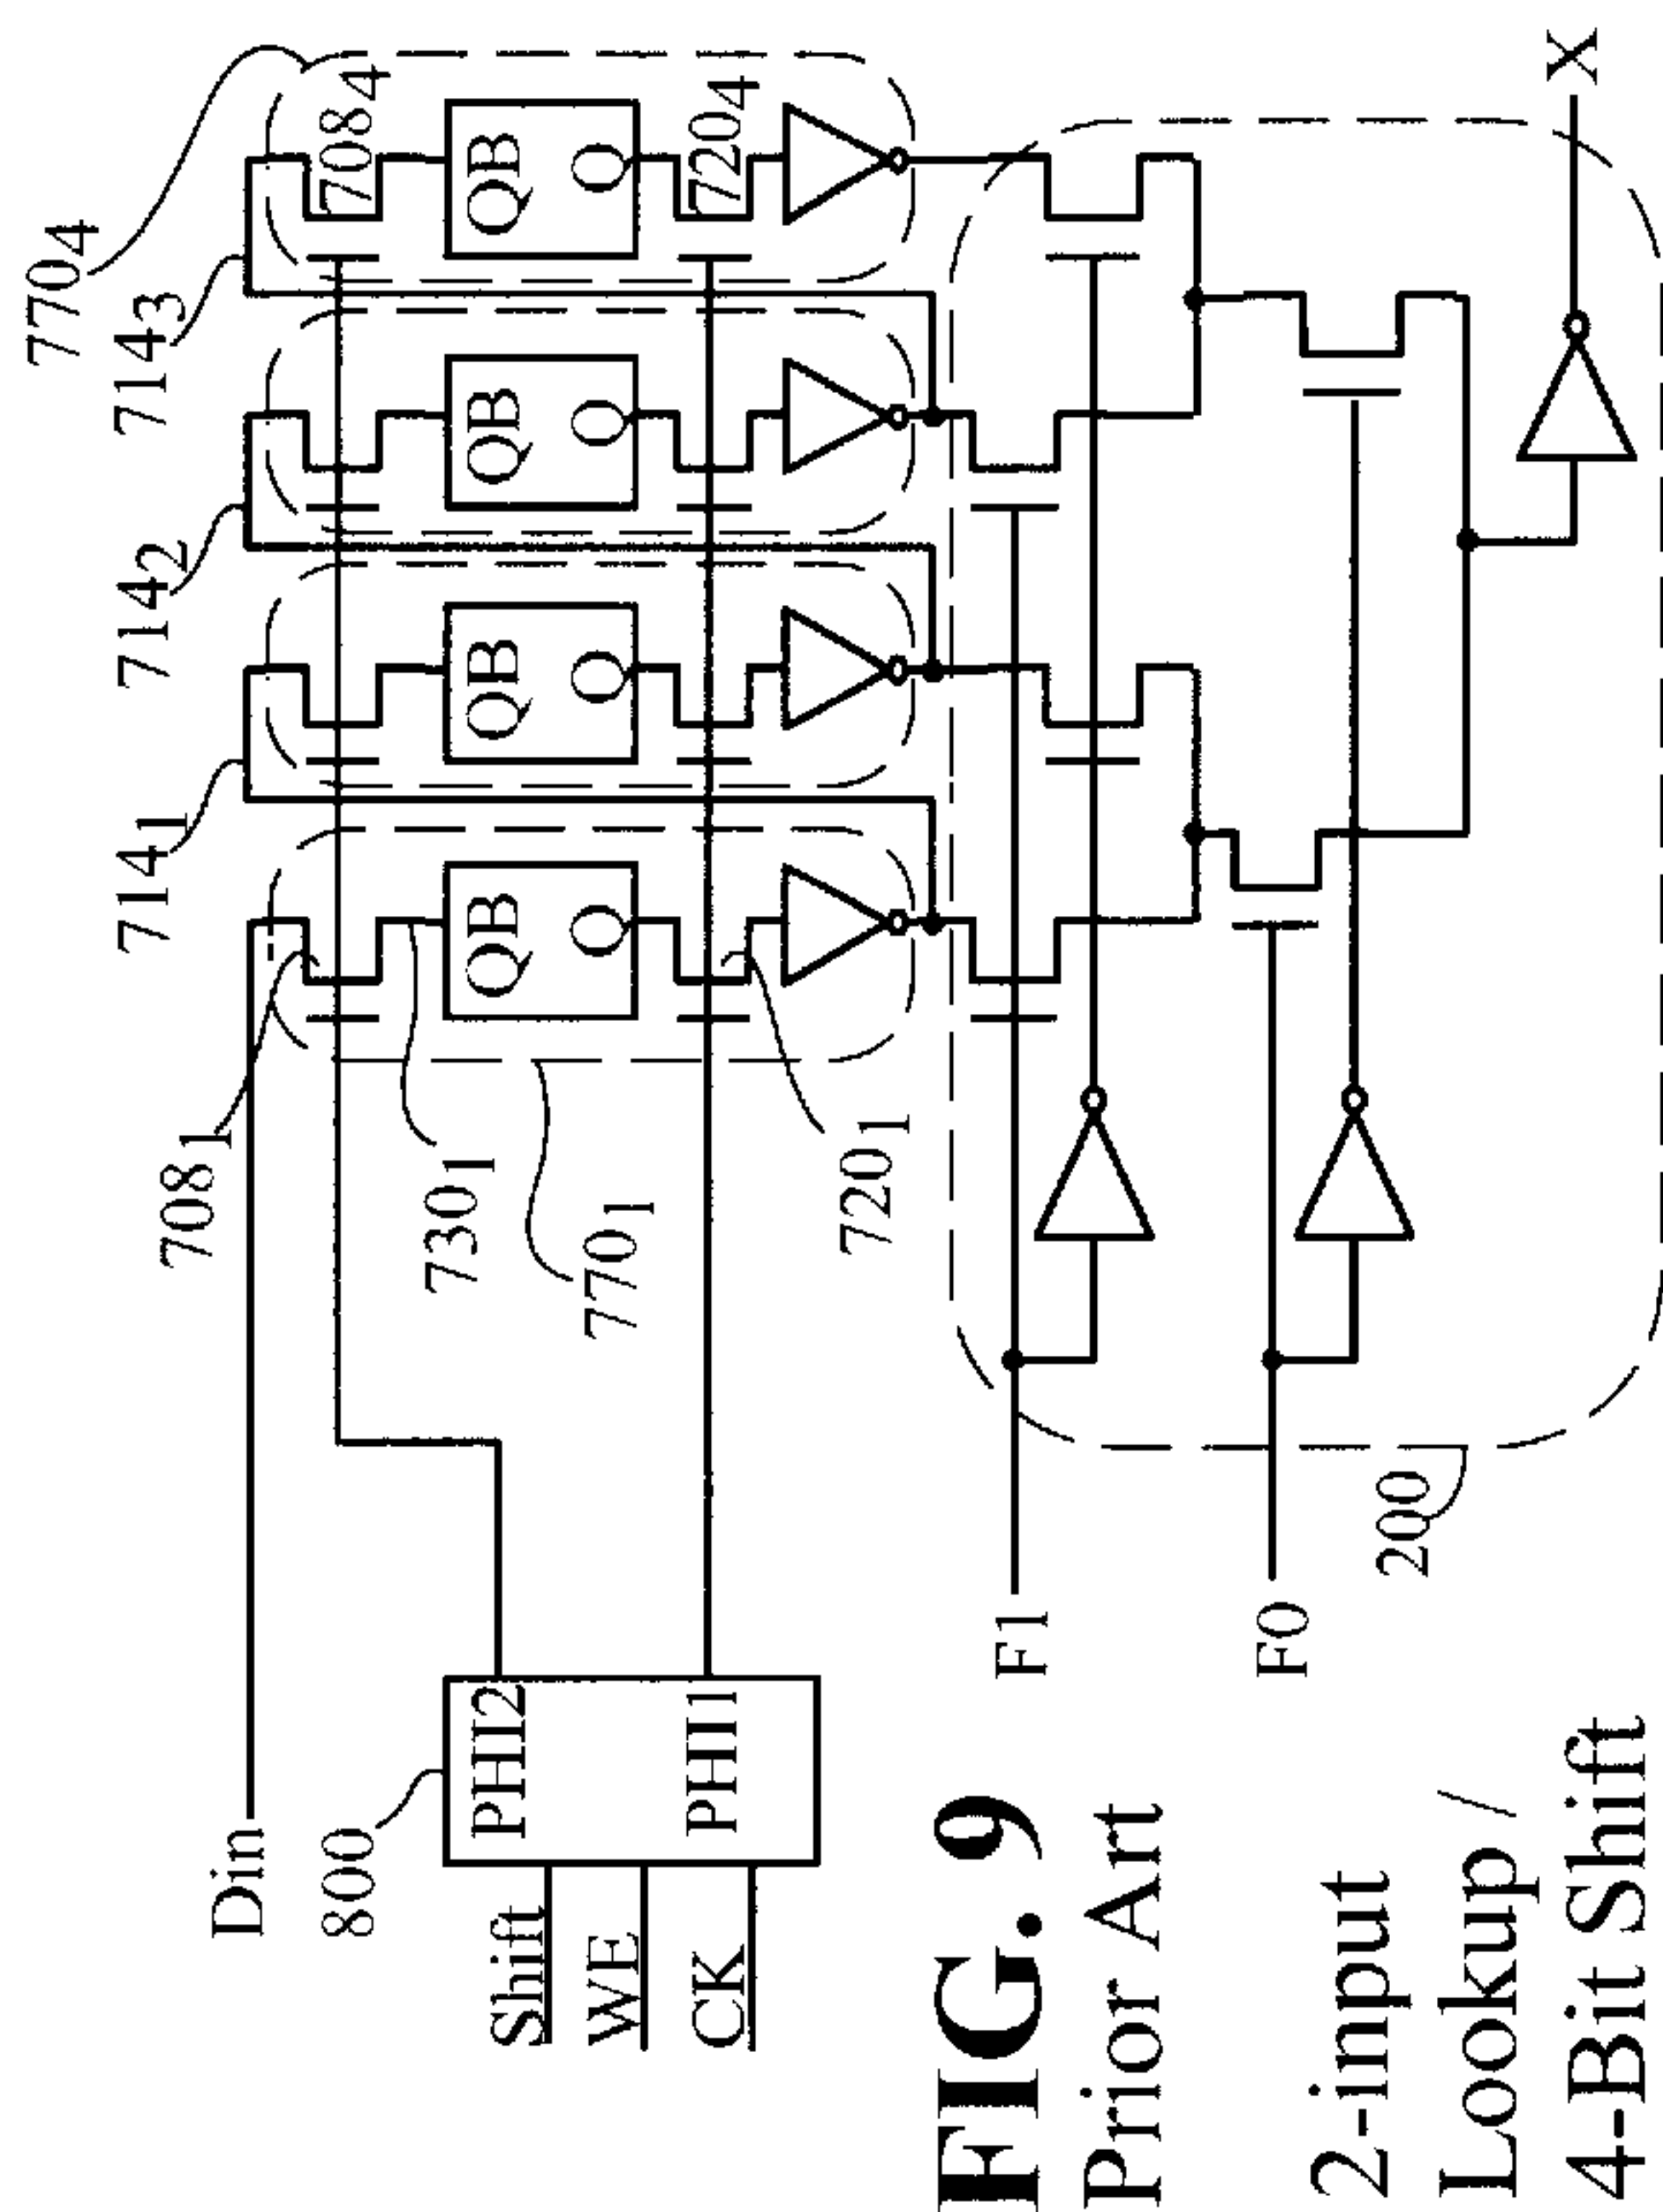 770₄
714₃
714₂
714₁
708₄
720₄
QB
Q
QB
Q
QB
Q
QB
Q
708₁
730₁
770₁
720₁
Din
800
PHI2
PHI1
Shift
WE
CK
F1
F0
200
X
FIG. 9
Prior Art
2-input
Lookup /
4-Bit Shift